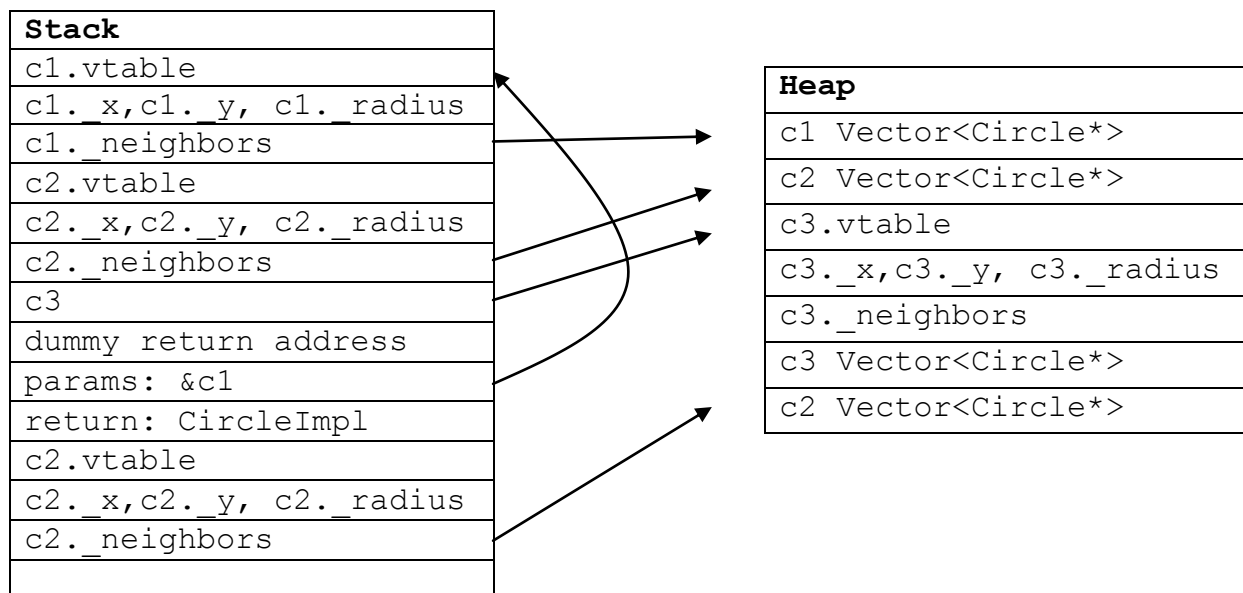 Stack
c1.vtable
c1._x,c1._y, c1._radius
c1._neighbors
c2.vtable
c2._x,c2._y, c2._radius
c2._neighbors
c3
dummy return address
params: &c1
return: CircleImpl
c2.vtable
c2._x,c2._y, c2._radius
c2._neighbors
Heap
c1 Vector<Circle*>
c2 Vector<Circle*>
c3.vtable
c3._x,c3._y, c3._radius
c3._neighbors
c3 Vector<Circle*>
c2 Vector<Circle*>